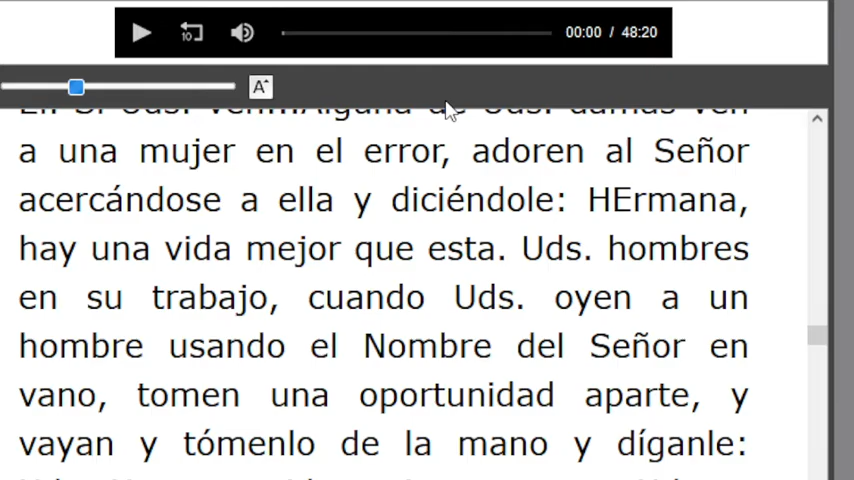 10
00:00 / 48:20
A
a una mujer en el error, adoren al Señor
acercándose a ella y diciéndole: HErmana,
hay una vida mejor que esta. Uds. hombres
en su trabajo, cuando Uds. oyen a un
hombre usando el Nombre del Señor en
vano, tomen una oportunidad aparte, y
vayan y tómenlo de la mano y díganle: